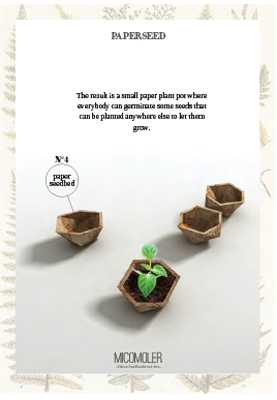 PAPERSEED
The result is a small paper plant pot where
everybody can germinate some seeds that
can be planted anywhere else to let them
grow.
Nº4
paper
seedbed
MICOMOLER